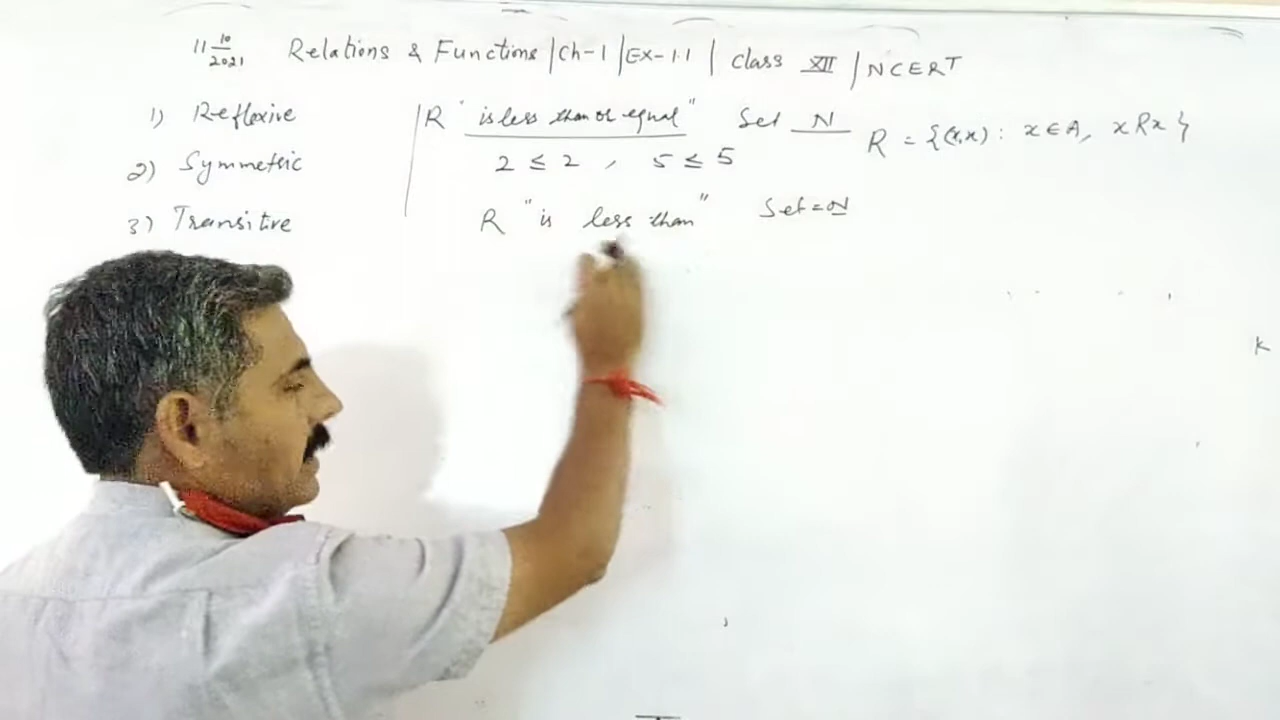 11 10/2021 Relations & Functions | Ch-1 | Ex-1.1 | Class XII | NCERT
1) Reflexive
R "is less than or equal" Set N R = {(x,x) : x ∈ A, x R x}
2) Symmetric
2 ≤ 2 , 5 ≤ 5
3) Transitive
R "is less than" Set = N
K